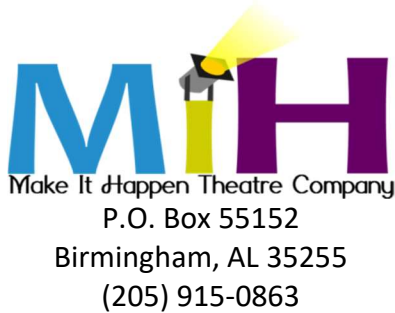 MiH
Make It Happen Theatre Company
P.O. Box 55152
Birmingham, AL 35255
(205) 915-0863